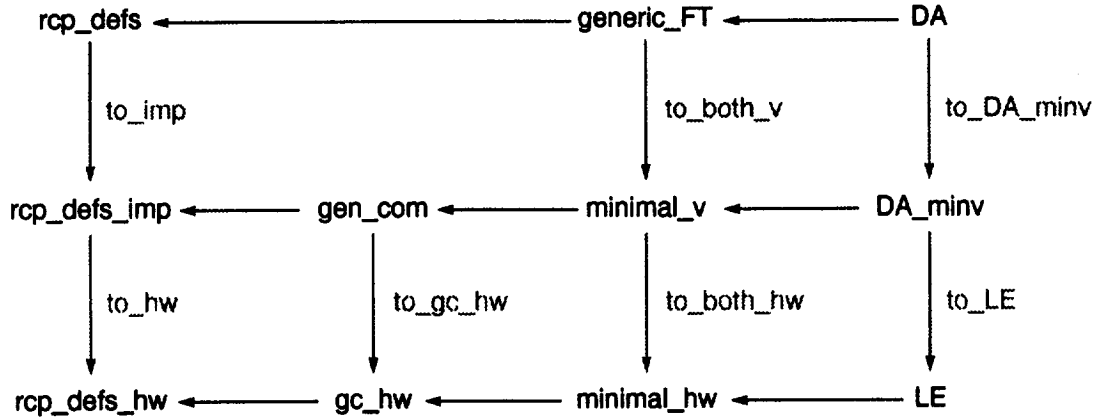 rcp_defs generic_FT DA
to_imp to_both_v to_DA_minv
rcp_defs_imp gen_com minimal_v DA_minv
to_hw to_gc_hw to_both_hw to_LE
rcp_defs_hw gc_hw minimal_hw LE